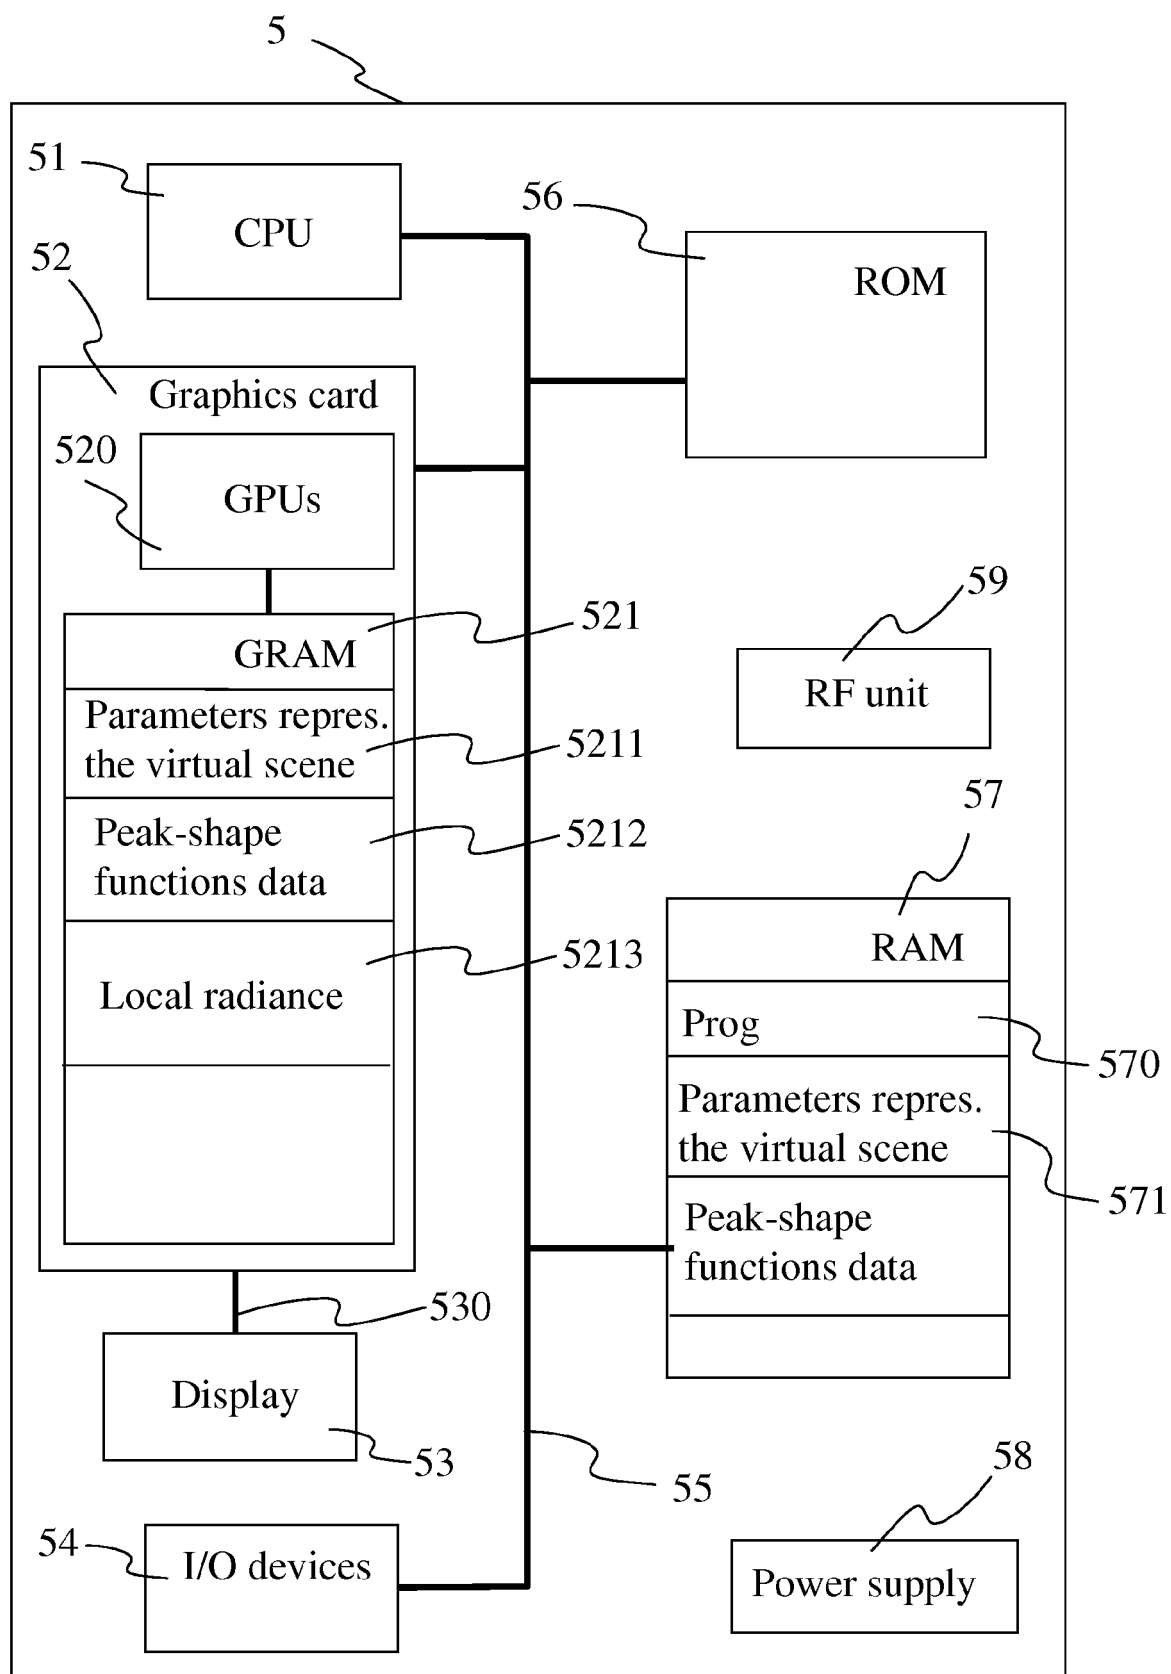 5
51
CPU
56
ROM
52
Graphics card
520
GPUs
59
521
GRAM
RF unit
Parameters repres.
the virtual scene
5211
57
Peak-shape
functions data
5212
RAM
5213
Local radiance
Prog
570
Parameters repres.
the virtual scene
571
Peak-shape
functions data
530
Display
53
55
58
54
I/O devices
Power supply